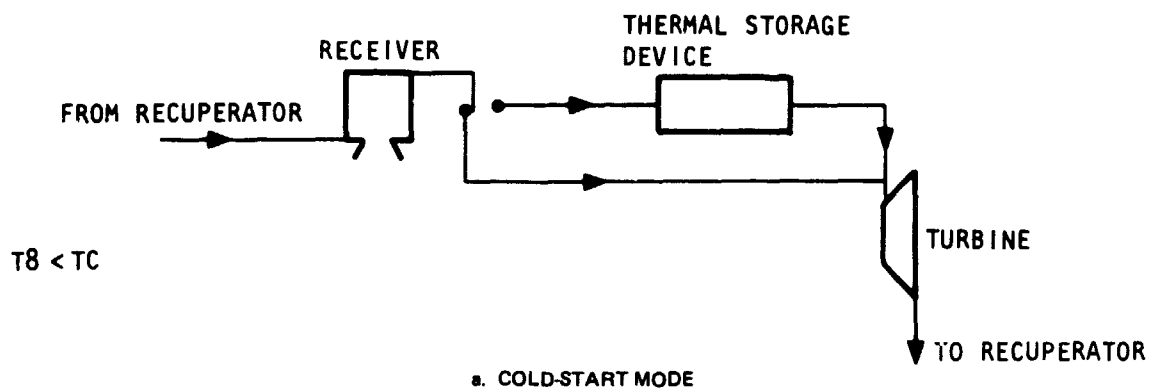 THERMAL STORAGE
DEVICE
RECEIVER
FROM RECUPERATOR
T8 < TC
TURBINE
TO RECUPERATOR
a. COLD-START MODE